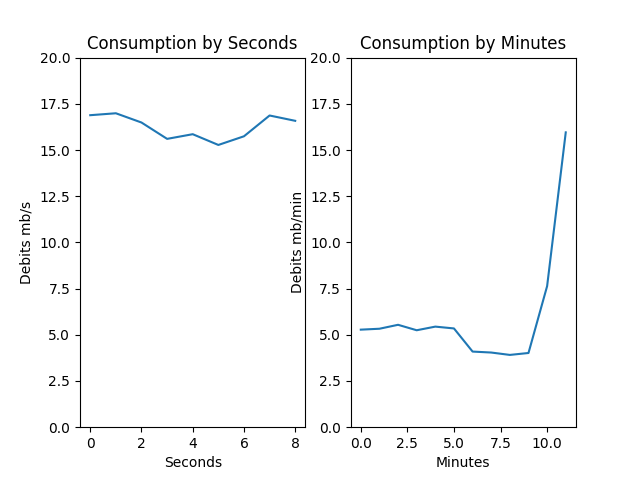 Consumption by Seconds
20.0
17.5
15.0
12.5
10.0
7.5
5.0
2.5
0.0
Debits mb/s
0 2 4 6 8
Seconds
Consumption by Minutes
20.0
17.5
15.0
12.5
10.0
7.5
5.0
2.5
0.0
Debits mb/min
0.0 2.5 5.0 7.5 10.0
Minutes